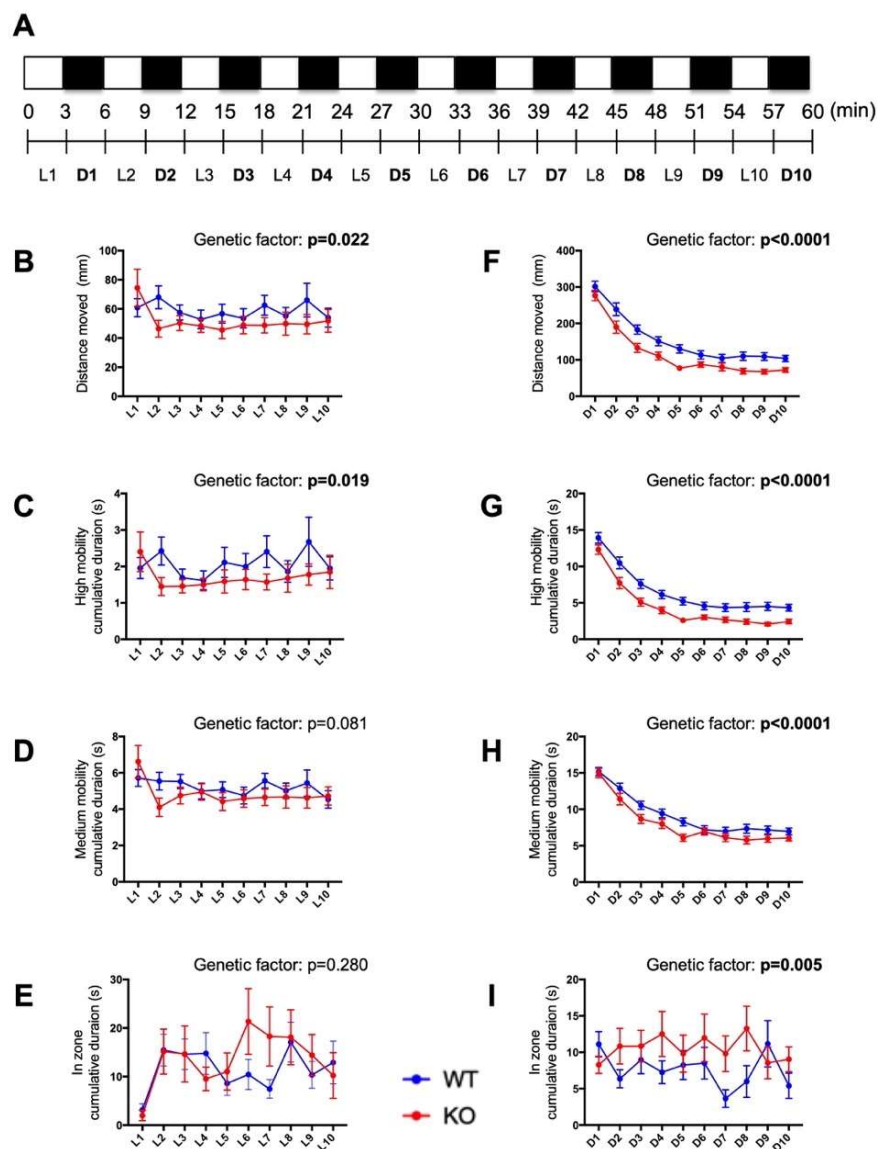 A
0 3 6 9 12 15 18 21 24 27 30 33 36 39 42 45 48 51 54 57 60 (min)
L1 D1 L2 D2 L3 D3 L4 D4 L5 D5 L6 D6 L7 D7 L8 D8 L9 D9 L10 D10
B
Genetic factor: p=0.022
Distance moved (mm)
100
80
60
40
20
0
L1 L2 L3 L4 L5 L6 L7 L8 L9 L10
F
Genetic factor: p<0.0001
Distance moved (mm)
400
300
200
100
0
D1 D2 D3 D4 D5 D6 D7 D8 D9 D10
C
Genetic factor: p=0.019
High mobility
cumulative duraion (s)
4
3
2
1
0
L1 L2 L3 L4 L5 L6 L7 L8 L9 L10
G
Genetic factor: p<0.0001
High mobility
cumulative duraion (s)
20
15
10
5
0
D1 D2 D3 D4 D5 D6 D7 D8 D9 D10
D
Genetic factor: p=0.081
Medium mobility
cumulative duraion (s)
8
6
4
2
0
L1 L2 L3 L4 L5 L6 L7 L8 L9 L10
H
Genetic factor: p<0.0001
Medium mobility
cumulative duraion (s)
20
15
10
5
0
D1 D2 D3 D4 D5 D6 D7 D8 D9 D10
E
Genetic factor: p=0.280
In zone
cumulative duraion (s)
30
20
10
0
L1 L2 L3 L4 L5 L6 L7 L8 L9 L10
WT
KO
I
Genetic factor: p=0.005
In zone
cumulative duraion (s)
20
15
10
5
0
D1 D2 D3 D4 D5 D6 D7 D8 D9 D10